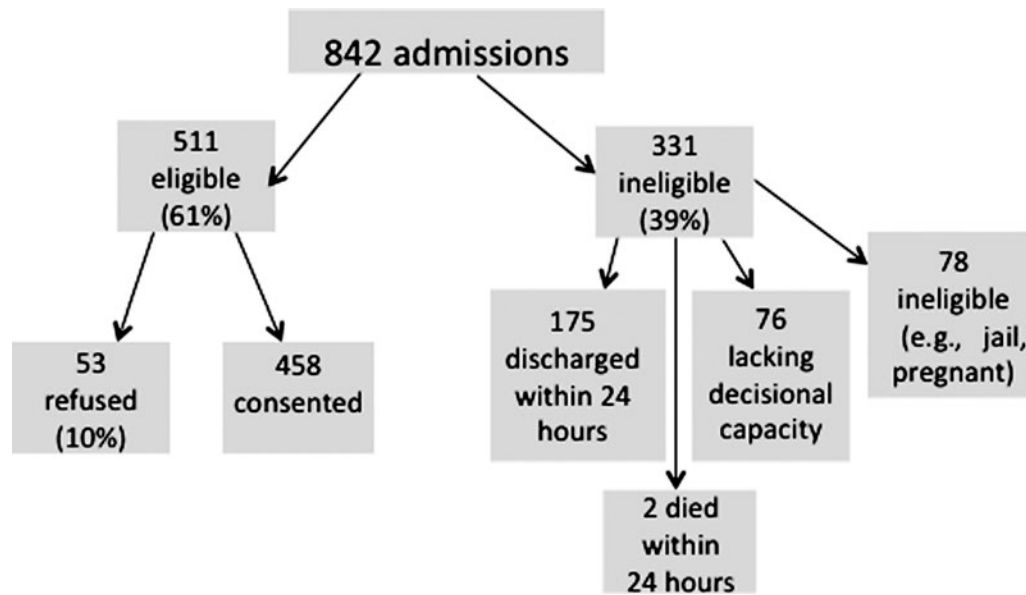 842 admissions
511
eligible
(61%)
331
ineligible
(39%)
53
refused
(10%)
458
consented
175
discharged
within 24
hours
76
lacking
decisional
capacity
78
ineligible
(e.g., jail,
pregnant)
2 died
within
24 hours